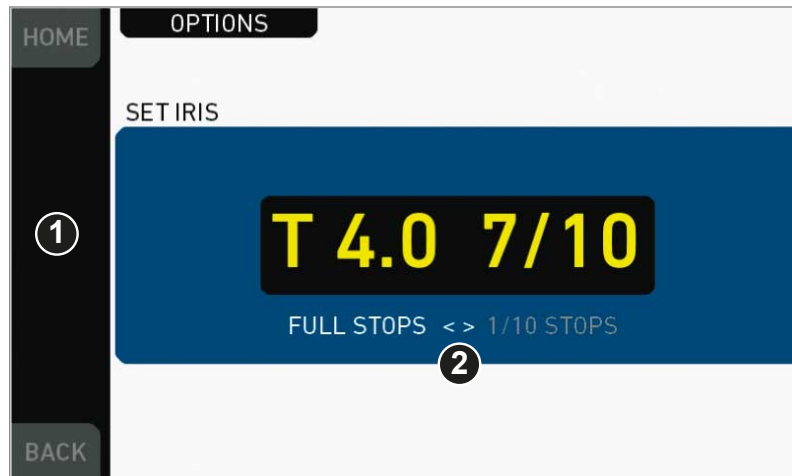 HOME
OPTIONS
SET IRIS
1
T 4.0 7/10
FULL STOPS < > 1/10 STOPS
2
BACK